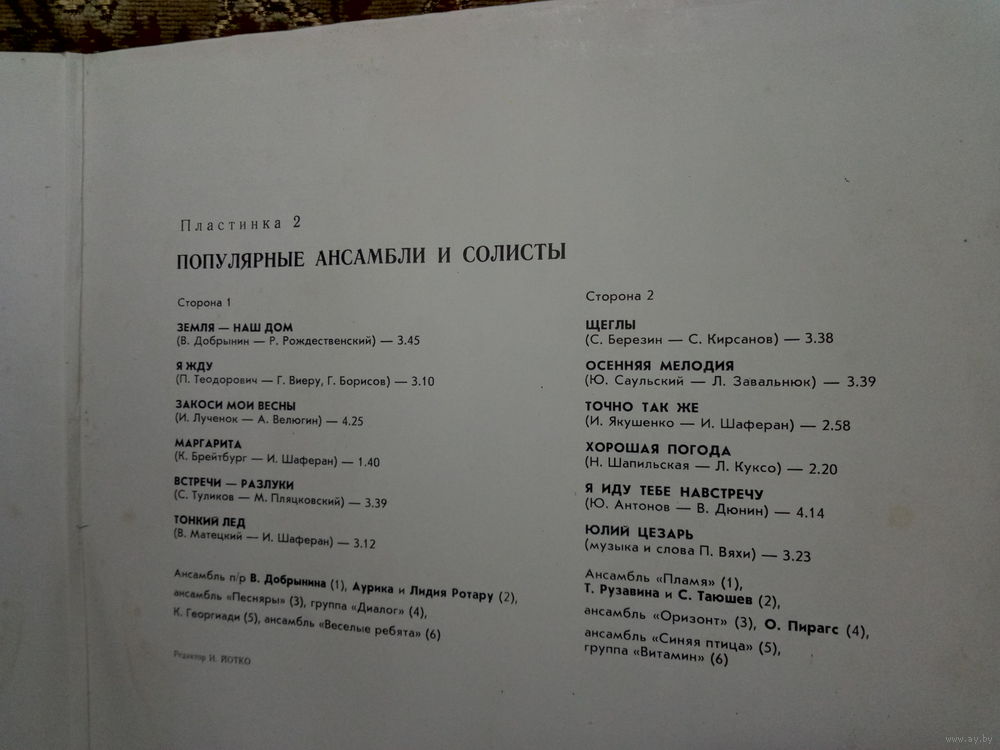 Пластинка 2
ПОПУЛЯРНЫЕ АНСАМБЛИ И СОЛИСТЫ
Сторона 1
ЗЕМЛЯ — НАШ ДОМ
(В. Добрынин — Р. Рождественский) — 3.45
Я ЖДУ
(П. Теодорович — Г. Виеру, Г. Борисов) — 3.10
ЗАКОСИ МОИ ВЕСНЫ
(И. Лученок — А. Велюгин) — 4.25
МАРГАРИТА
(К. Брейтбург — И. Шаферан) — 1.40
ВСТРЕЧИ — РАЗЛУКИ
(С. Туликов — М. Пляцковский) — 3.39
ТОНКИЙ ЛЕД
(В. Матецкий — И. Шаферан) — 3.12
Ансамбль п/р В. Добрынина (1), Аурика и Лидия Ротару (2),
ансамбль «Песняры» (3), группа «Диалог» (4),
К. Георгиади (5), ансамбль «Веселые ребята» (6)
Редактор И. ЙОТКО
Сторона 2
ЩЕГЛЫ
(С. Березин — С. Кирсанов) — 3.38
ОСЕННЯЯ МЕЛОДИЯ
(Ю. Саульский — Л. Завальнюк) — 3.39
ТОЧНО ТАК ЖЕ
(И. Якушенко — И. Шаферан) — 2.58
ХОРОШАЯ ПОГОДА
(Н. Шапильская — Л. Куксо) — 2.20
Я ИДУ ТЕБЕ НАВСТРЕЧУ
(Ю. Антонов — В. Дюнин) — 4.14
ЮЛИЙ ЦЕЗАРЬ
(музыка и слова П. Вяхи) — 3.23
Ансамбль «Пламя» (1),
Т. Рузавина и С. Таюшев (2),
ансамбль «Оризонт» (3), О. Пирагс (4),
ансамбль «Синяя птица» (5),
группа «Витамин» (6)
www.ay.by